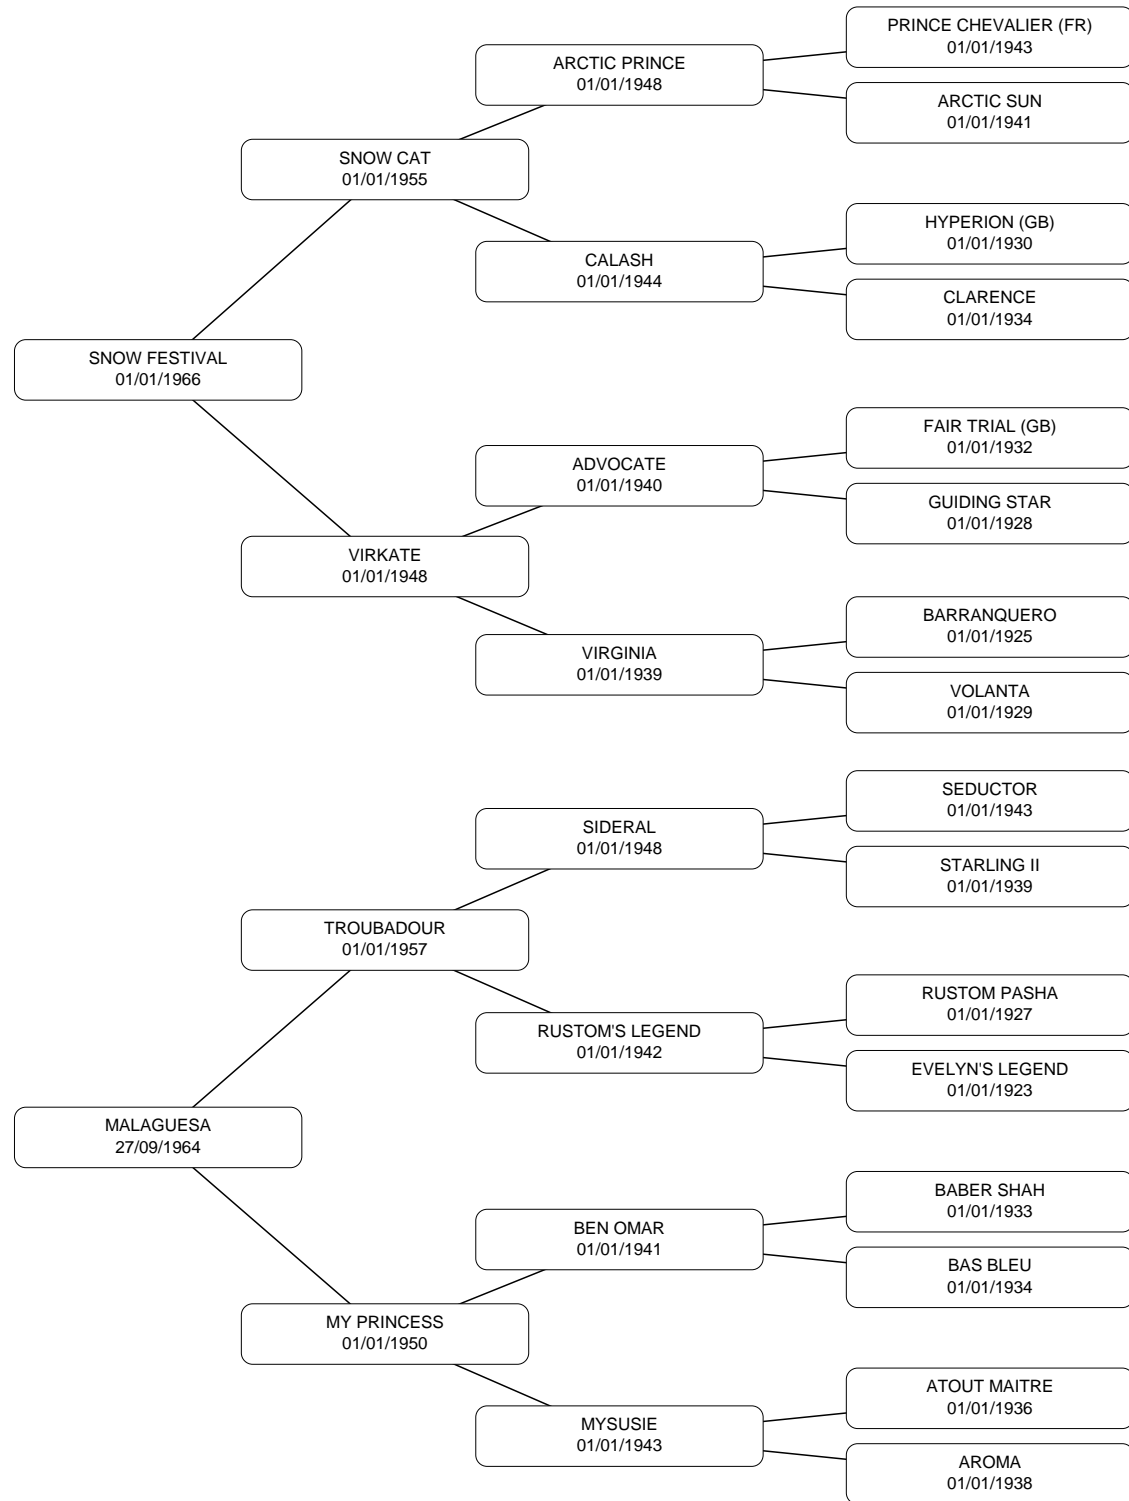 PRINCE CHEVALIER (FR)
01/01/1943
ARCTIC PRINCE
01/01/1948
ARCTIC SUN
01/01/1941
SNOW CAT
01/01/1955
HYPERION (GB)
01/01/1930
CALASH
01/01/1944
CLARENCE
01/01/1934
SNOW FESTIVAL
01/01/1966
FAIR TRIAL (GB)
01/01/1932
ADVOCATE
01/01/1940
GUIDING STAR
01/01/1928
VIRKATE
01/01/1948
BARRANQUERO
01/01/1925
VIRGINIA
01/01/1939
VOLANTA
01/01/1929
SEDUCTOR
01/01/1943
SIDERAL
01/01/1948
STARLING II
01/01/1939
TROUBADOUR
01/01/1957
RUSTOM PASHA
01/01/1927
RUSTOM'S LEGEND
01/01/1942
EVELYN'S LEGEND
01/01/1923
MALAGUESA
27/09/1964
BABER SHAH
01/01/1933
BEN OMAR
01/01/1941
BAS BLEU
01/01/1934
MY PRINCESS
01/01/1950
ATOUT MAITRE
01/01/1936
MYSUSIE
01/01/1943
AROMA
01/01/1938